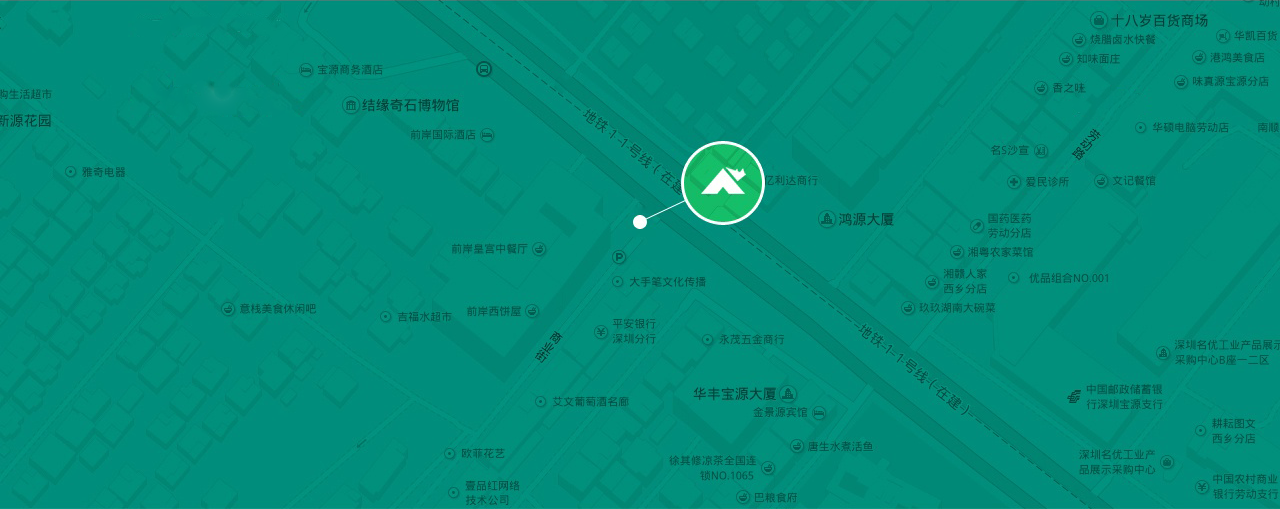 动村
十八岁百货商场
华凯百货
烧腊卤水快餐
知味面庄
港鸿美食店
宝源商务酒店
味真源宝源分店
香之味
购生活超市
结缘奇石博物馆
新源花园
前岸国际酒店
华硕电脑劳动店
南顺
地铁11号线(在建
劳动路
名S沙宣
雅奇电器
亿利达商行
爱民诊所
文记餐馆
鸿源大厦
国药医药
劳动分店
前岸皇宫中餐厅
湘粤农家菜馆
P
大手笔文化传播
湘赣人家
西乡分店
优品组合NO.001
意栈美食休闲吧
吉福水超市
前岸西饼屋
玖玖湖南大碗菜
平安银行
深圳分行
永茂五金商行
商业街
地铁11号线(在建)
深圳名优工业产品展示
采购中心B座一二区
华丰宝源大厦
金景源宾馆
中国邮政储蓄银
行深圳宝源支行
艾文葡萄酒名廊
耕耘图文
西乡分店
唐生水煮活鱼
欧菲花艺
徐其修凉茶全国连
锁NO.1065
深圳名优工业产
品展示采购中心
壹品红网络
技术公司
巴粮食府
中国农村商业
银行劳动支行